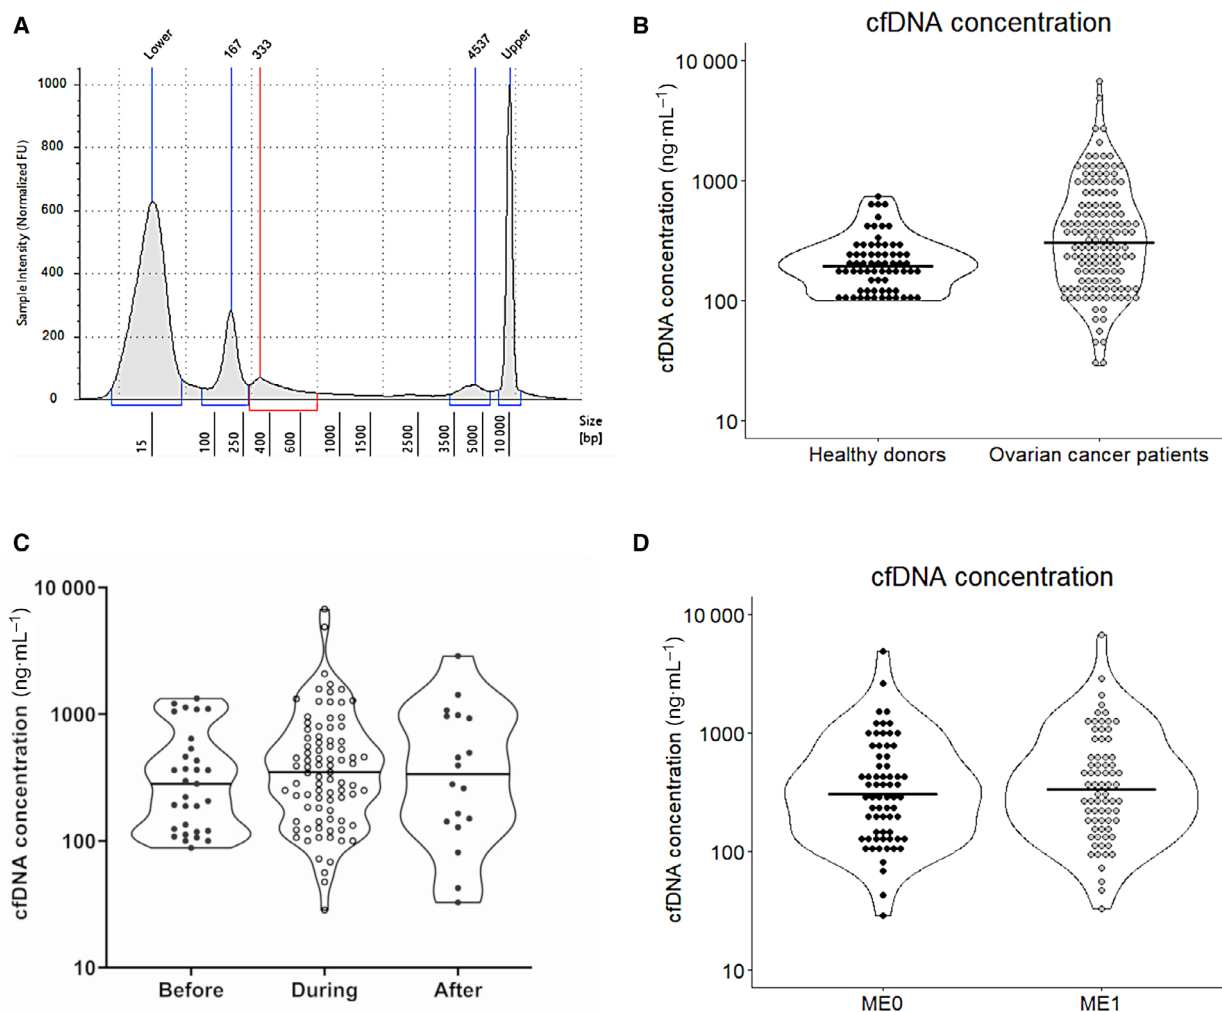 A
Lower
167
333
4537
Upper
Sample Intensity (Normalized FU)
1000
800
600
400
200
0
15
100
250
400
600
1000
1500
2500
3500
5000
10 000
Size
[bp]
B
cfDNA concentration
cfDNA concentration (ng·mL−1)
10 000
1000
100
10
Healthy donors
Ovarian cancer patients
C
cfDNA concentration (ng·mL−1)
10 000
1000
100
10
Before
During
After
D
cfDNA concentration
cfDNA concentration (ng·mL−1)
10 000
1000
100
10
ME0
ME1